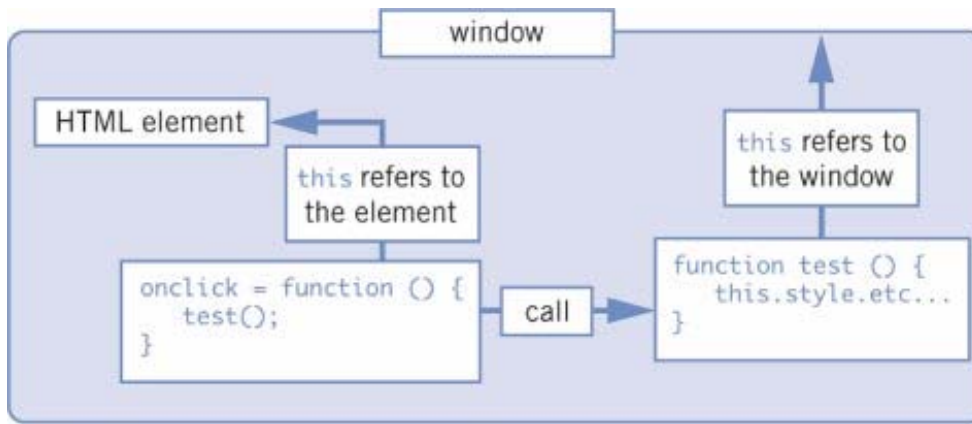 window
HTML element
this refers to
the element
onclick = function () {
test();
}
call
this refers to
the window
function test () {
this.style.etc...
}